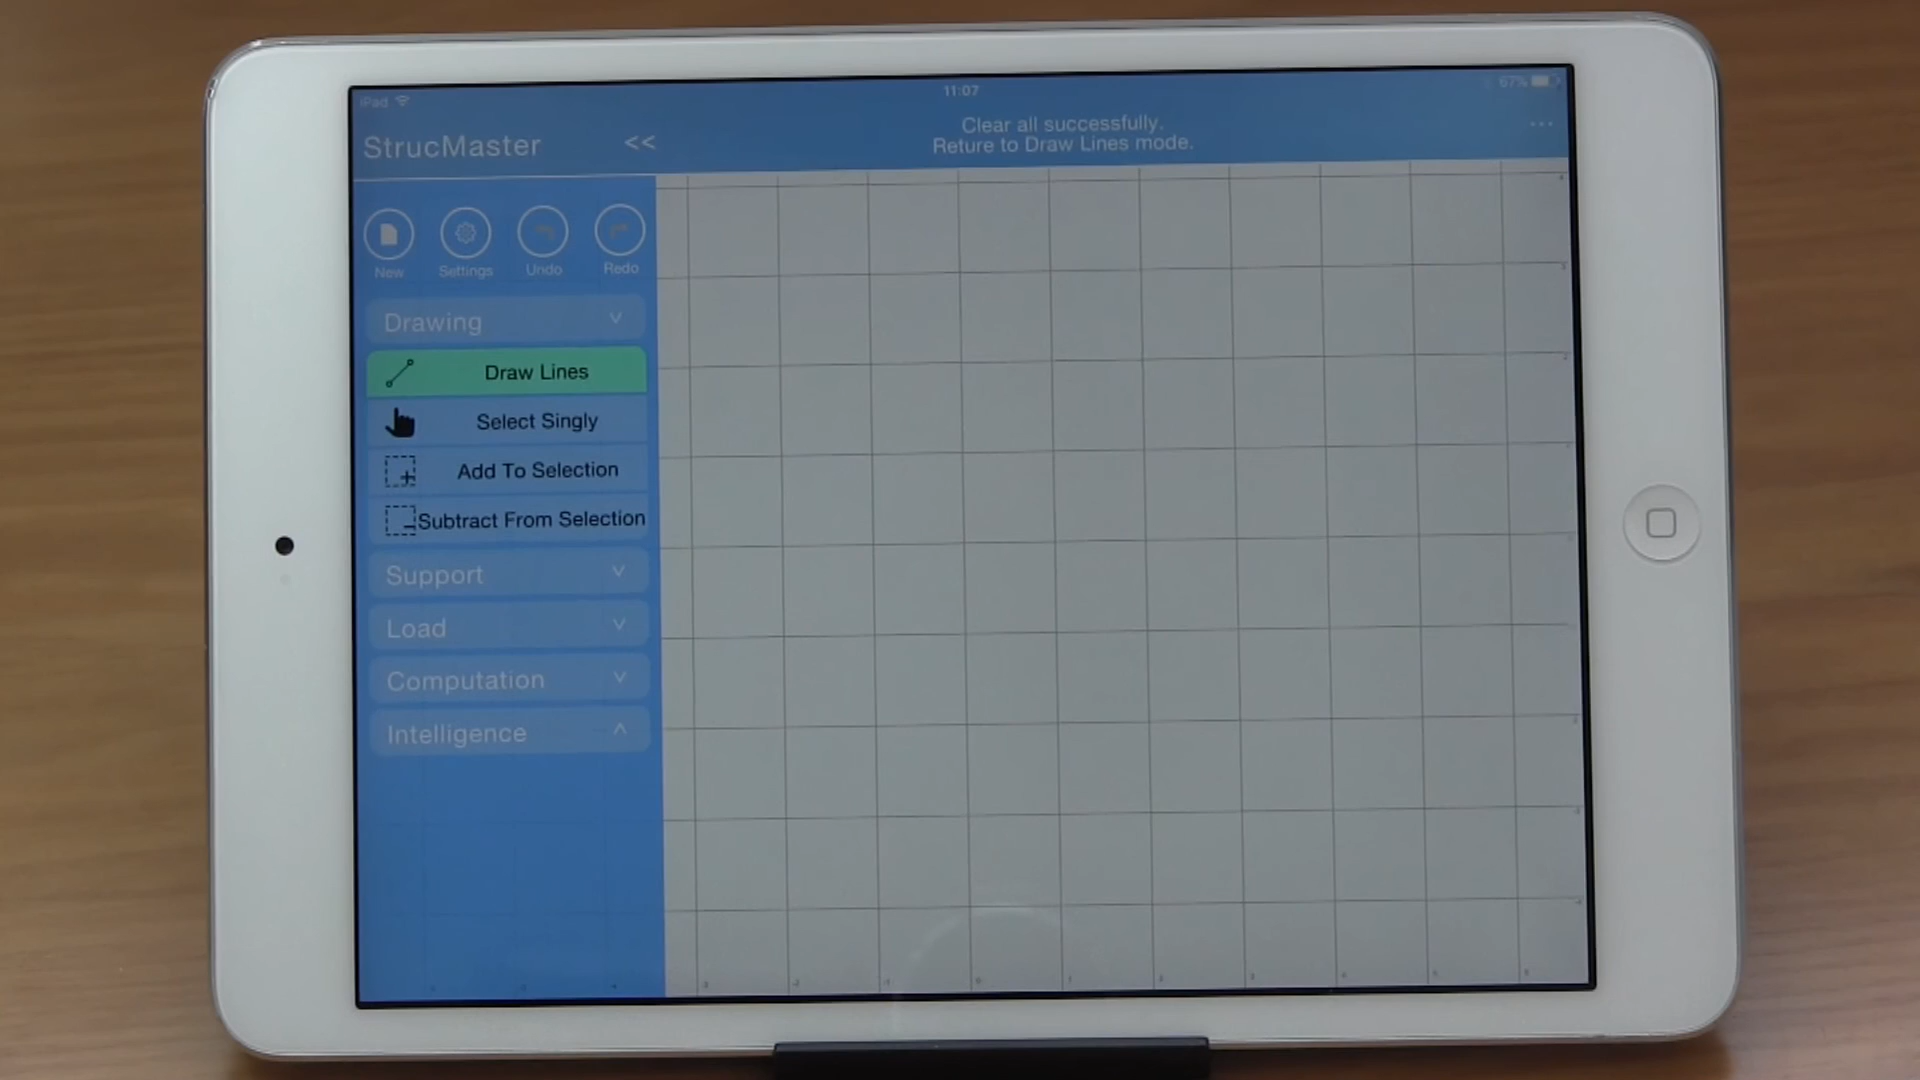 iPad
11:07
67%
StrucMaster
<<
Clear all successfully.
Reture to Draw Lines mode.
...
New
Settings
Undo
Redo
Drawing
Draw Lines
Select Singly
Add To Selection
Subtract From Selection
Support
Load
Computation
Intelligence